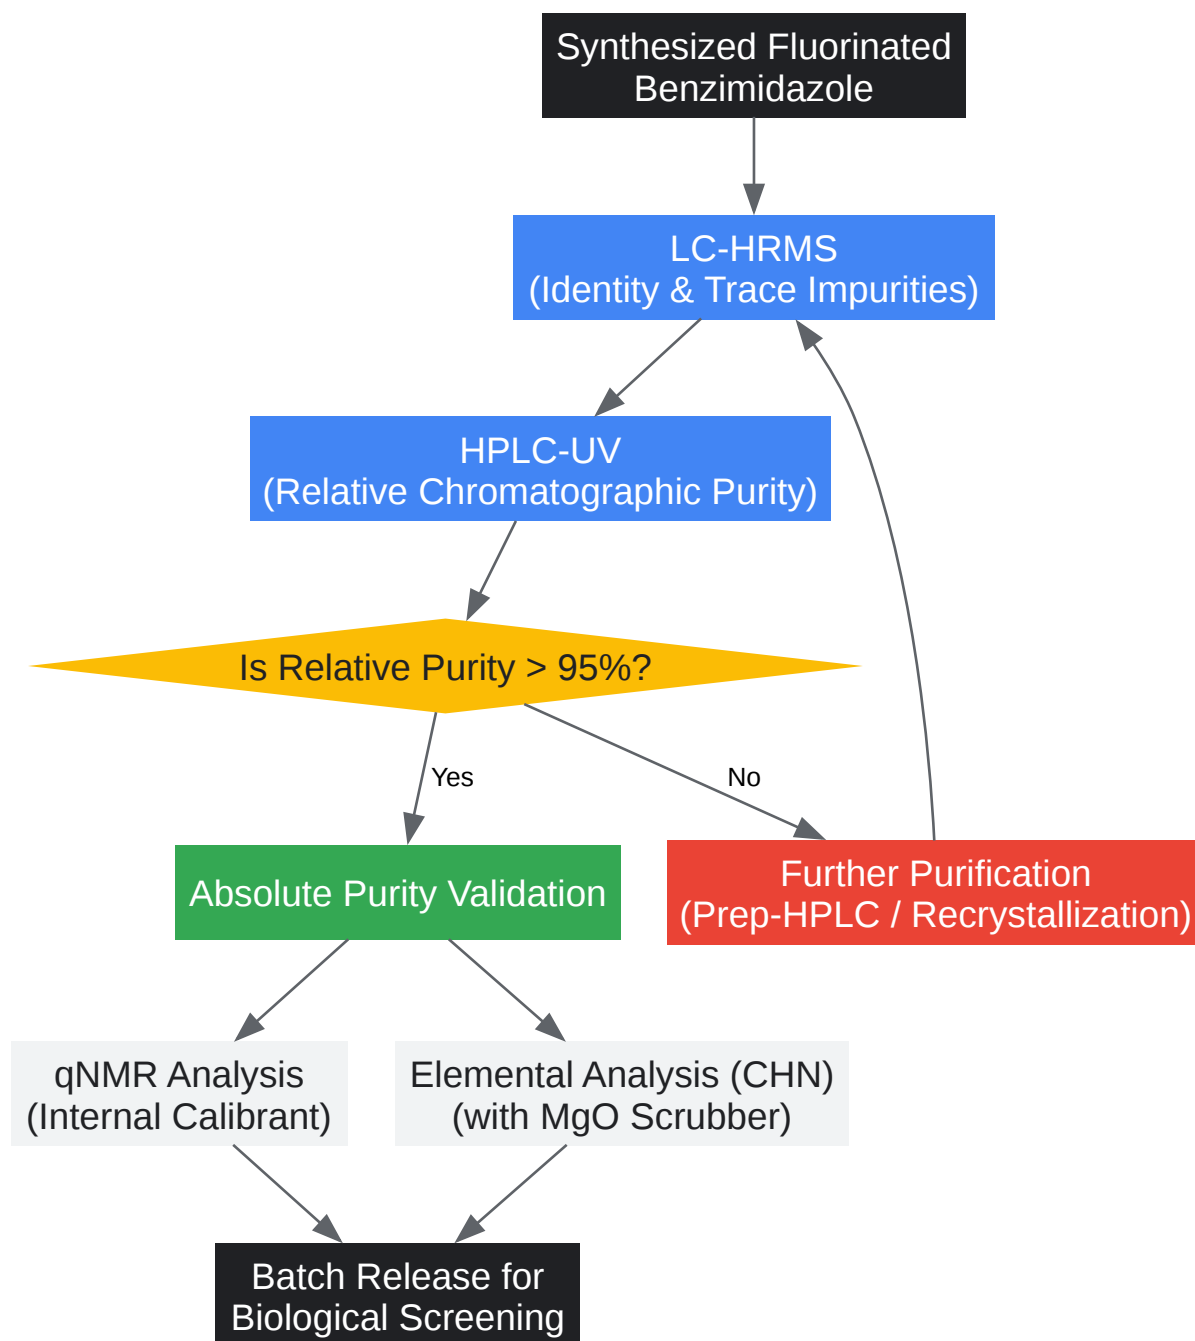 Synthesized Fluorinated
Benzimidazole
LC-HRMS
(Identity & Trace Impurities)
HPLC-UV
(Relative Chromatographic Purity)
Is Relative Purity > 95%?
Yes
No
Absolute Purity Validation
Further Purification
(Prep-HPLC / Recrystallization)
qNMR Analysis
(Internal Calibrant)
Elemental Analysis (CHN)
(with MgO Scrubber)
Batch Release for
Biological Screening